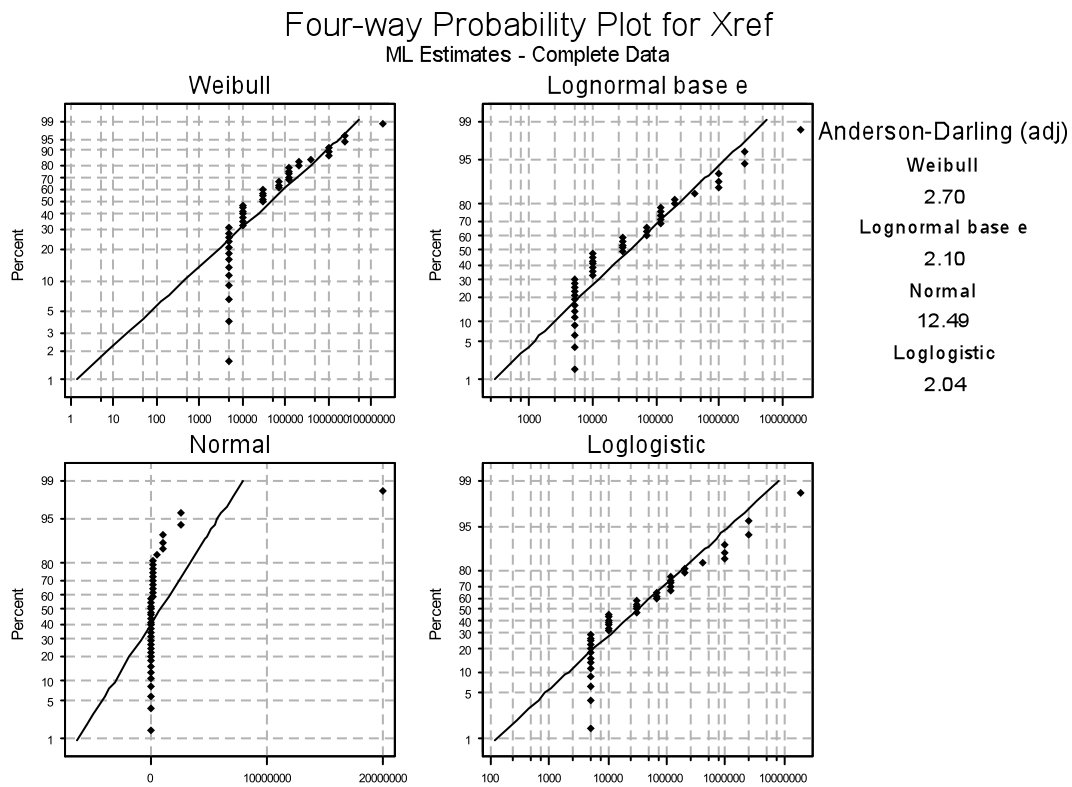 Four-way Probability Plot for Xref
ML Estimates - Complete Data
Weibull
Percent
99
95
90
80
70
60
50
40
30
20
10
5
3
2
1
1 10 100 1000 10000 100000 1000000 10000000
Lognormal base e
Percent
99
95
80
70
60
50
40
30
20
10
5
1
1000 10000 100000 1000000 10000000
Anderson-Darling (adj)
Weibull
2.70
Lognormal base e
2.10
Normal
12.49
Loglogistic
2.04
Normal
Percent
99
95
80
70
60
50
40
30
20
10
5
1
0 10000000 20000000
Loglogistic
Percent
99
95
80
70
60
50
40
30
20
10
5
1
100 1000 10000 100000 1000000 10000000